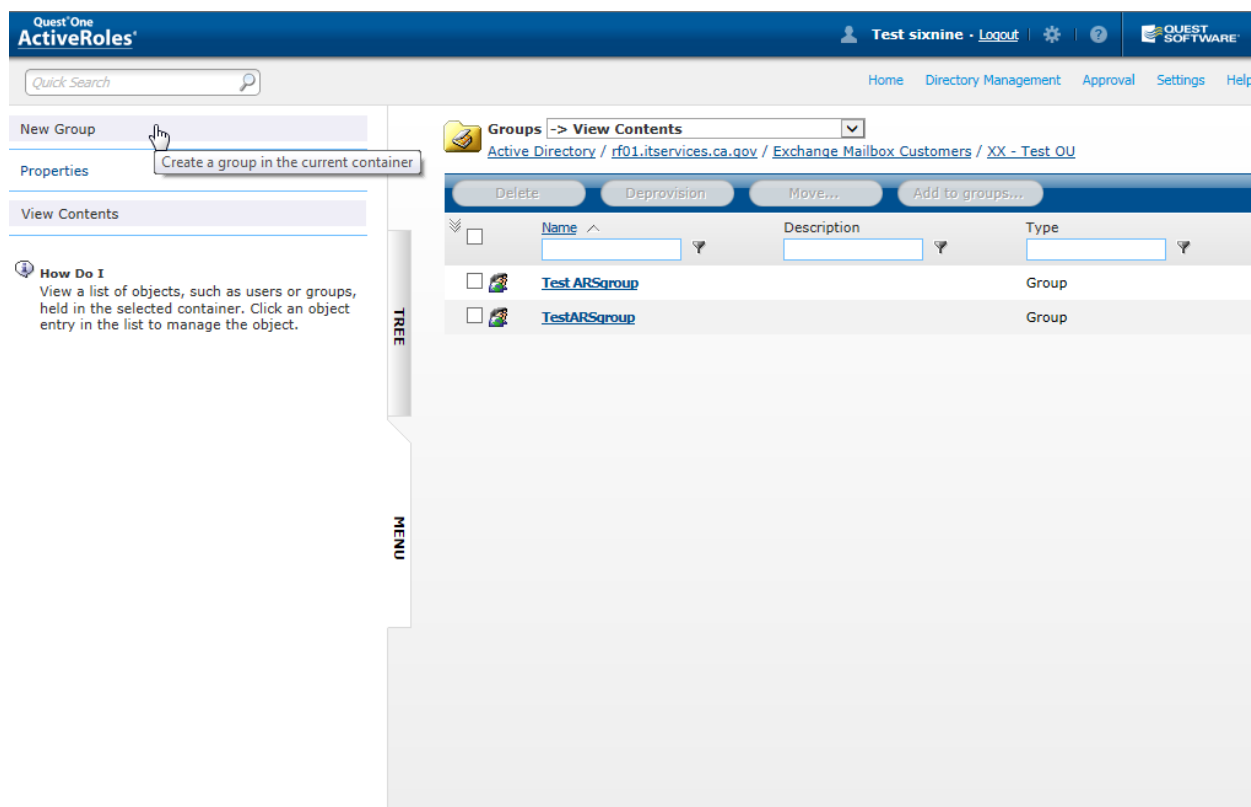 Quest One
ActiveRoles
Test sixnine · Logout
QUEST SOFTWARE
Quick Search
Home Directory Management Approval Settings Help
New Group
Create a group in the current container
Properties
View Contents
How Do I
View a list of objects, such as users or groups,
held in the selected container. Click an object
entry in the list to manage the object.
TREE
MENU
Groups -> View Contents
Active Directory / rf01.itservices.ca.gov / Exchange Mailbox Customers / XX - Test OU
Delete Deprovision Move... Add to groups...
Name Description Type
Test ARSgroup Group
TestARSgroup Group